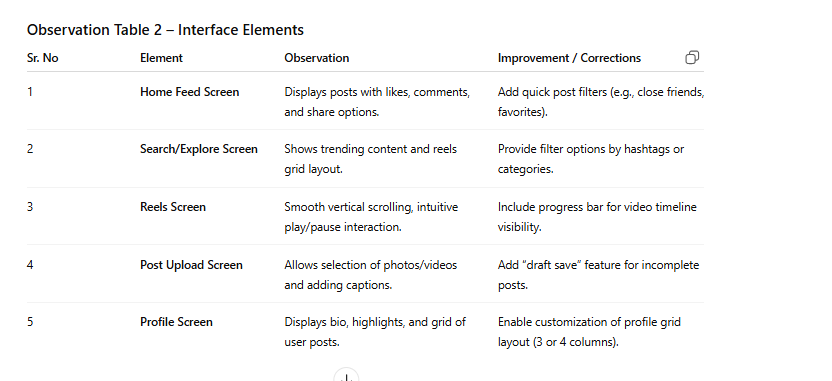 Observation Table 2 – Interface Elements
Sr. No Element Observation Improvement / Corrections
1 Home Feed Screen Displays posts with likes, comments, Add quick post filters (e.g., close friends,
and share options. favorites).
2 Search/Explore Screen Shows trending content and reels Provide filter options by hashtags or
grid layout. categories.
3 Reels Screen Smooth vertical scrolling, intuitive Include progress bar for video timeline
play/pause interaction. visibility.
4 Post Upload Screen Allows selection of photos/videos Add “draft save” feature for incomplete
and adding captions. posts.
5 Profile Screen Displays bio, highlights, and grid of Enable customization of profile grid
user posts. layout (3 or 4 columns).